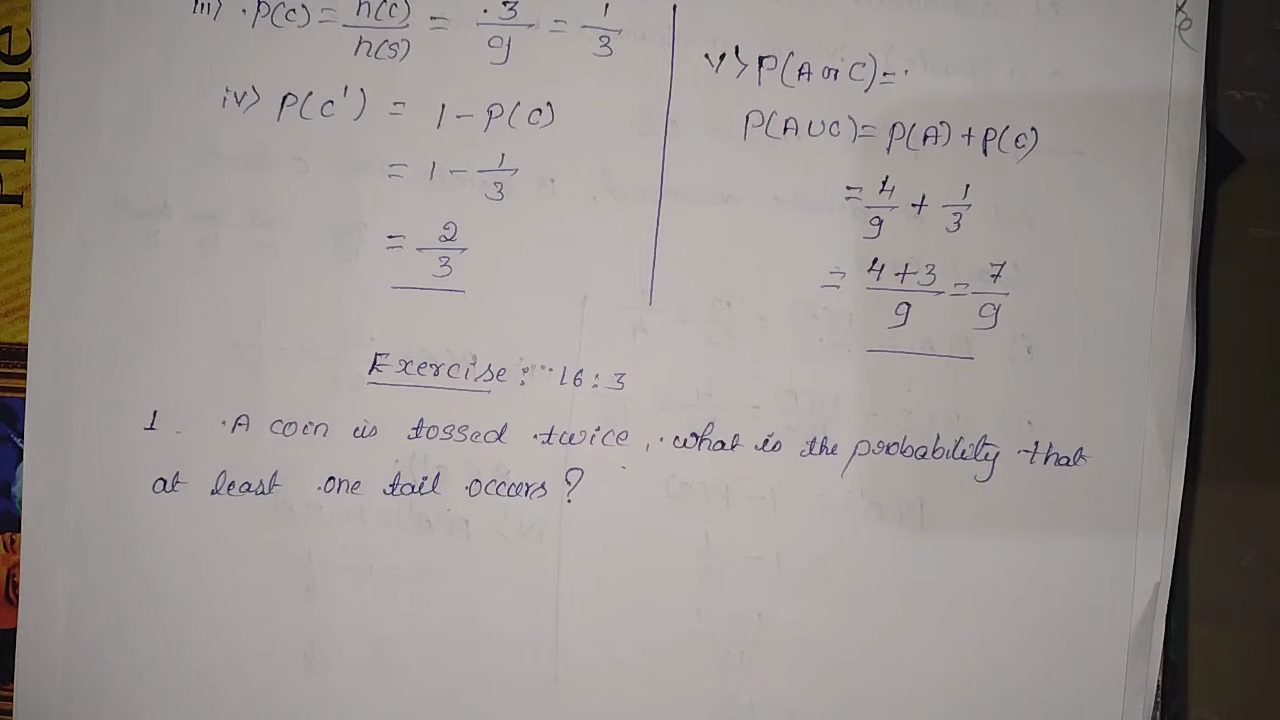 iii) P(C) = n(C)/n(S) = 3/9 = 1/3
iv> P(C') = 1 - P(C)
= 1 - 1/3
= 2/3
v> P(A or C) =
P(A∪C) = P(A) + P(C)
= 4/9 + 1/3
= 4+3/9 = 7/9
Exercise: 16:3
1. A coin is tossed twice, what is the probability that
at least one tail occurs?